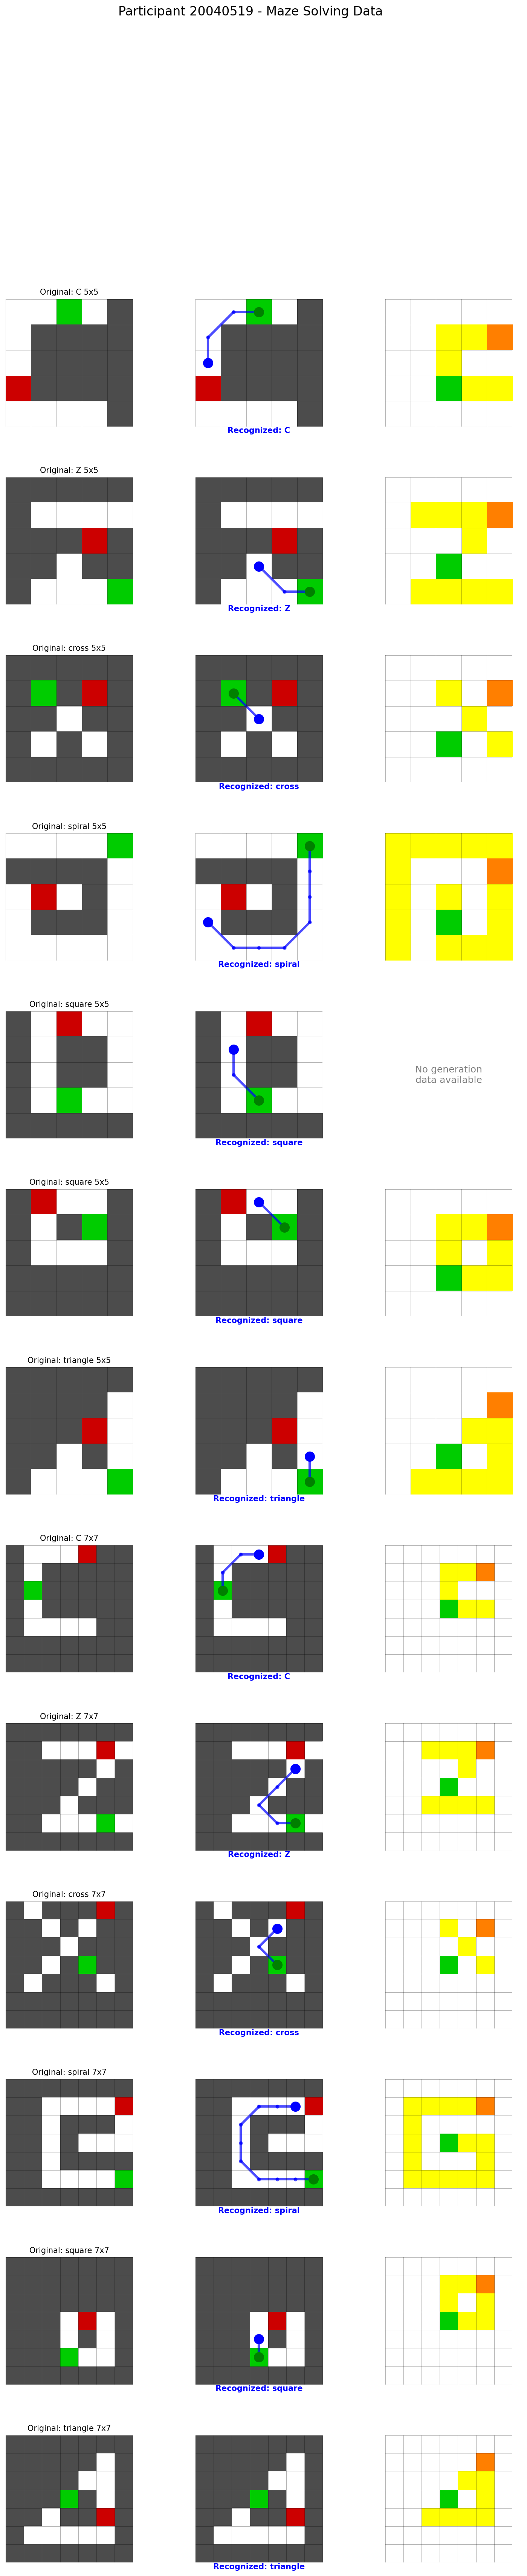 Participant 20040519 - Maze Solving Data
Original: C 5x5
Recognized: C
Original: Z 5x5
Recognized: Z
Original: cross 5x5
Recognized: cross
Original: spiral 5x5
Recognized: spiral
Original: square 5x5
No generation
data available
Recognized: square
Original: square 5x5
Recognized: square
Original: triangle 5x5
Recognized: triangle
Original: C 7x7
Recognized: C
Original: Z 7x7
Recognized: Z
Original: cross 7x7
Recognized: cross
Original: spiral 7x7
Recognized: spiral
Original: square 7x7
Recognized: square
Original: triangle 7x7
Recognized: triangle